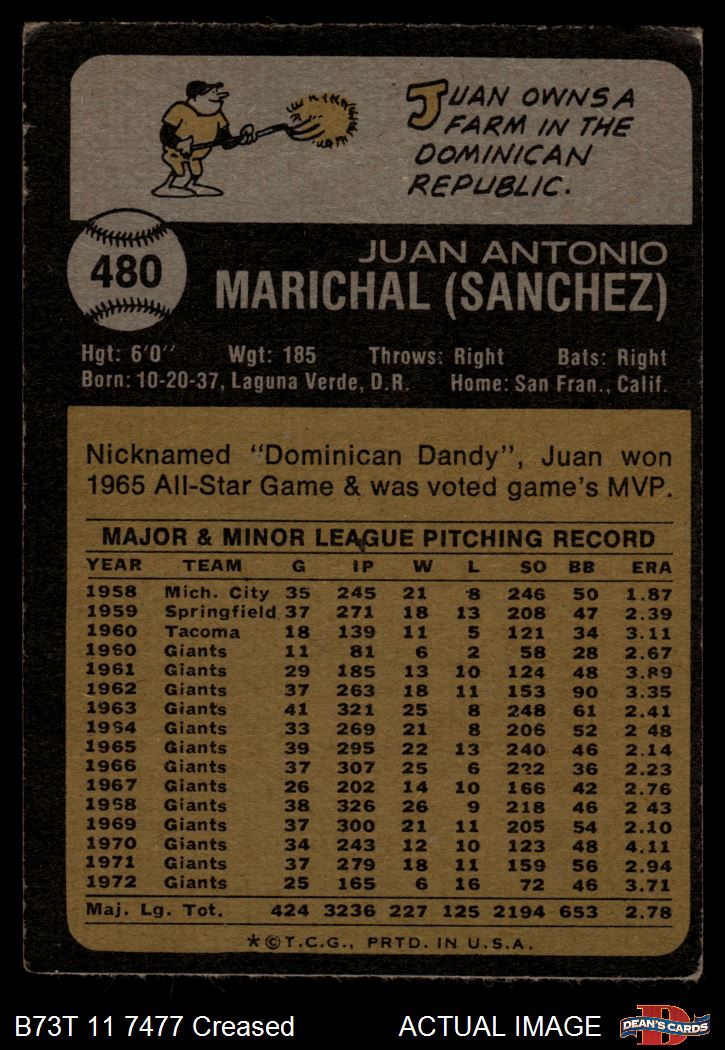 JUAN OWNS A
FARM IN THE
DOMINICAN
REPUBLIC.
480
JUAN ANTONIO
MARICHAL (SANCHEZ)
Hgt: 6'0" Wgt: 185 Throws: Right Bats: Right
Born: 10-20-37, Laguna Verde, D.R. Home: San Fran., Calif.
Nicknamed "Dominican Dandy", Juan won
1965 All-Star Game & was voted game's MVP.
MAJOR & MINOR LEAGUE PITCHING RECORD
YEAR TEAM G IP W L SO BB ERA
1958 Mich. City 35 245 21 8 246 50 1.87
1959 Springfield 37 271 18 13 208 47 2.39
1960 Tacoma 18 139 11 5 121 34 3.11
1960 Giants 11 81 6 2 58 28 2.67
1961 Giants 29 185 13 10 124 48 3.89
1962 Giants 37 263 18 11 153 90 3.35
1963 Giants 41 321 25 8 248 61 2.41
1964 Giants 33 269 21 8 206 52 2 48
1965 Giants 39 295 22 13 240 46 2.14
1966 Giants 37 307 25 6 222 36 2.23
1967 Giants 26 202 14 10 166 42 2.76
1968 Giants 38 326 26 9 218 46 2 43
1969 Giants 37 300 21 11 205 54 2.10
1970 Giants 34 243 12 10 123 48 4.11
1971 Giants 37 279 18 11 159 56 2.94
1972 Giants 25 165 6 16 72 46 3.71
Maj. Lg. Tot. 424 3236 227 125 2194 653 2.78
*©T.C.G., PRTD. IN U.S.A.
B73T 11 7477 Creased ACTUAL IMAGE
D
DEAN'S CARDS